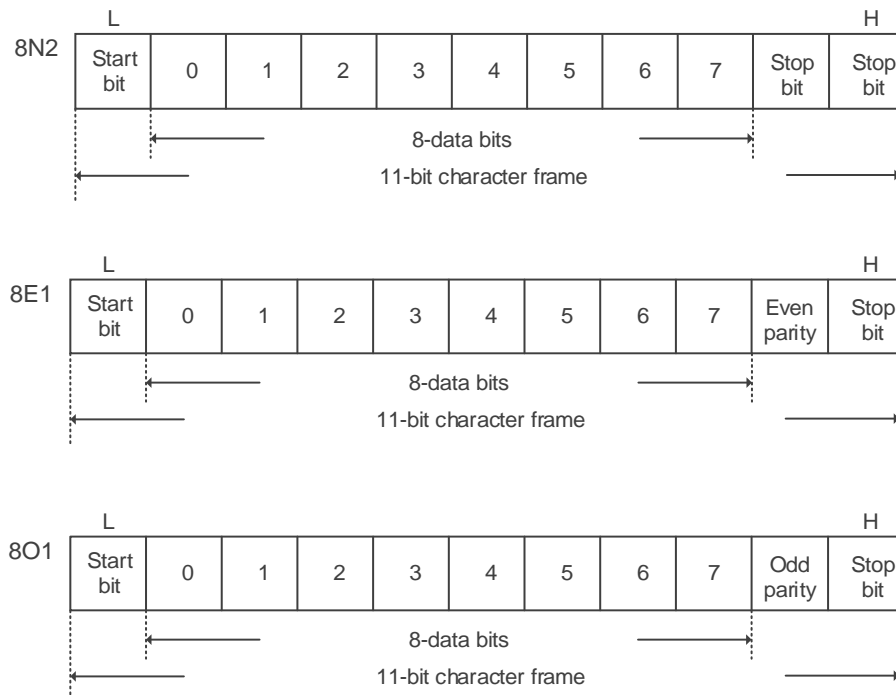 L H
8N2 Start bit 0 1 2 3 4 5 6 7 Stop bit Stop bit
8-data bits
11-bit character frame
L H
8E1 Start bit 0 1 2 3 4 5 6 7 Even parity Stop bit
8-data bits
11-bit character frame
L H
8O1 Start bit 0 1 2 3 4 5 6 7 Odd parity Stop bit
8-data bits
11-bit character frame